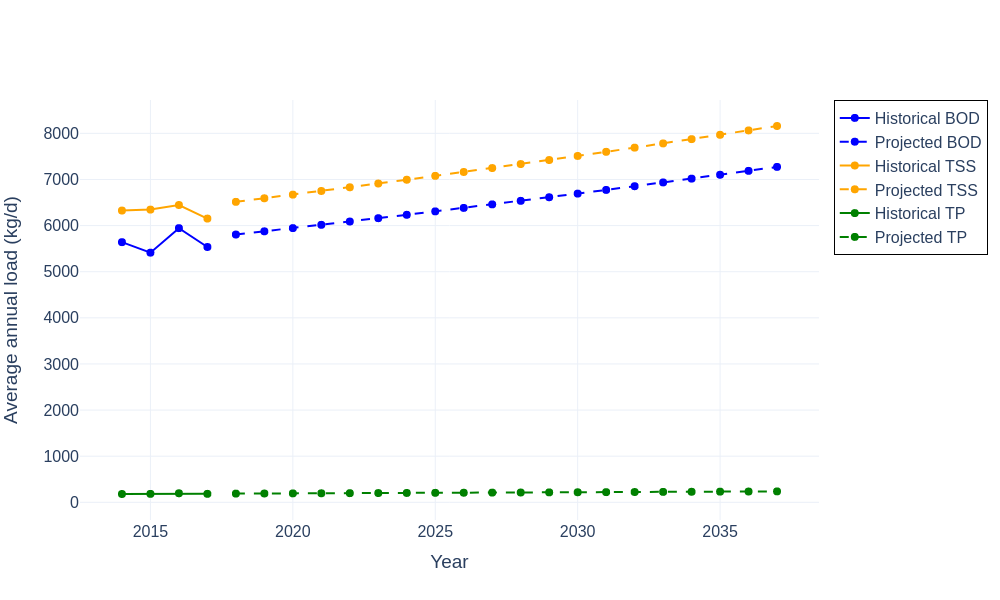 Historical BOD
Projected BOD
Historical TSS
Projected TSS
Historical TP
Projected TP
8000
7000
6000
5000
4000
3000
2000
1000
0
Average annual load (kg/d)
2015 2020 2025 2030 2035
Year